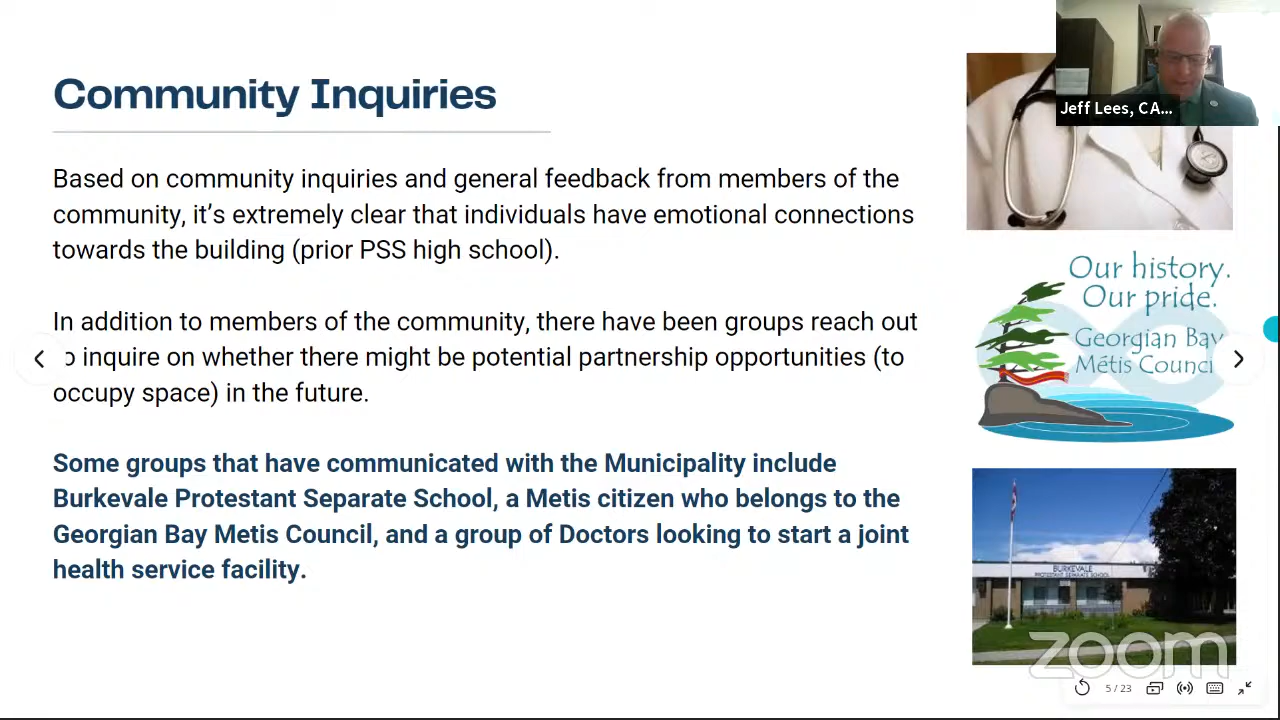 Community Inquiries
Based on community inquiries and general feedback from members of the
community, it’s extremely clear that individuals have emotional connections
towards the building (prior PSS high school).
In addition to members of the community, there have been groups reach out
o inquire on whether there might be potential partnership opportunities (to
occupy space) in the future.
Some groups that have communicated with the Municipality include
Burkevale Protestant Separate School, a Metis citizen who belongs to the
Georgian Bay Metis Council, and a group of Doctors looking to start a joint
health service facility.
Jeff Lees, CA...
Our history.
Our pride.
Georgian Bay
Métis Counci
BURKEVALE
PROTESTANT SEPARATE SCHOOL
zoom
5 / 23